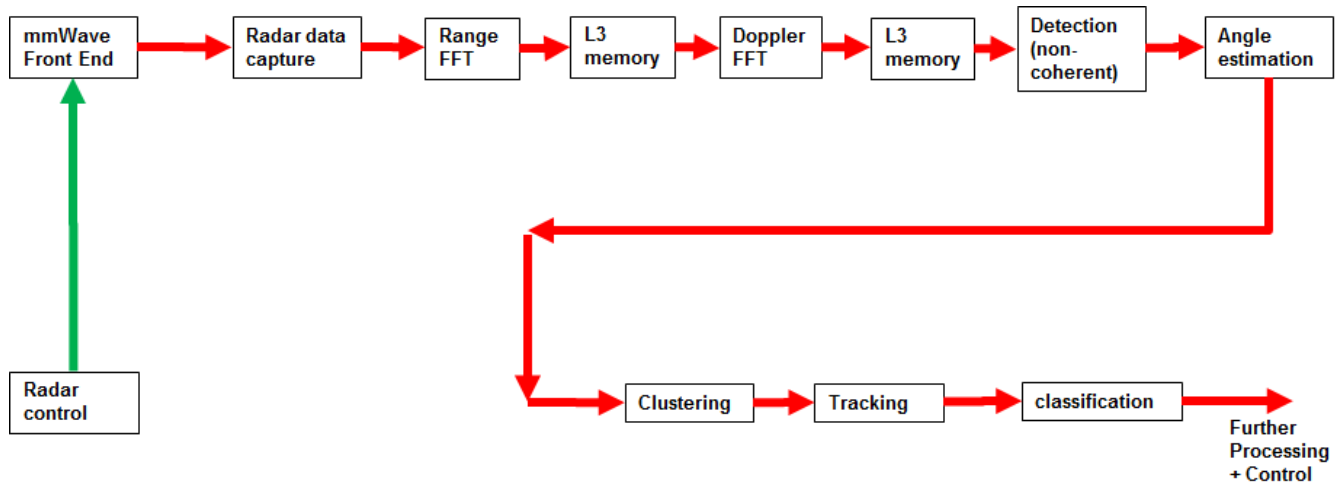 mmWave
Front End
Radar data
capture
Range
FFT
L3
memory
Doppler
FFT
L3
memory
Detection
(non-
coherent)
Angle
estimation
Radar
control
Clustering
Tracking
classification
Further
Processing
+ Control